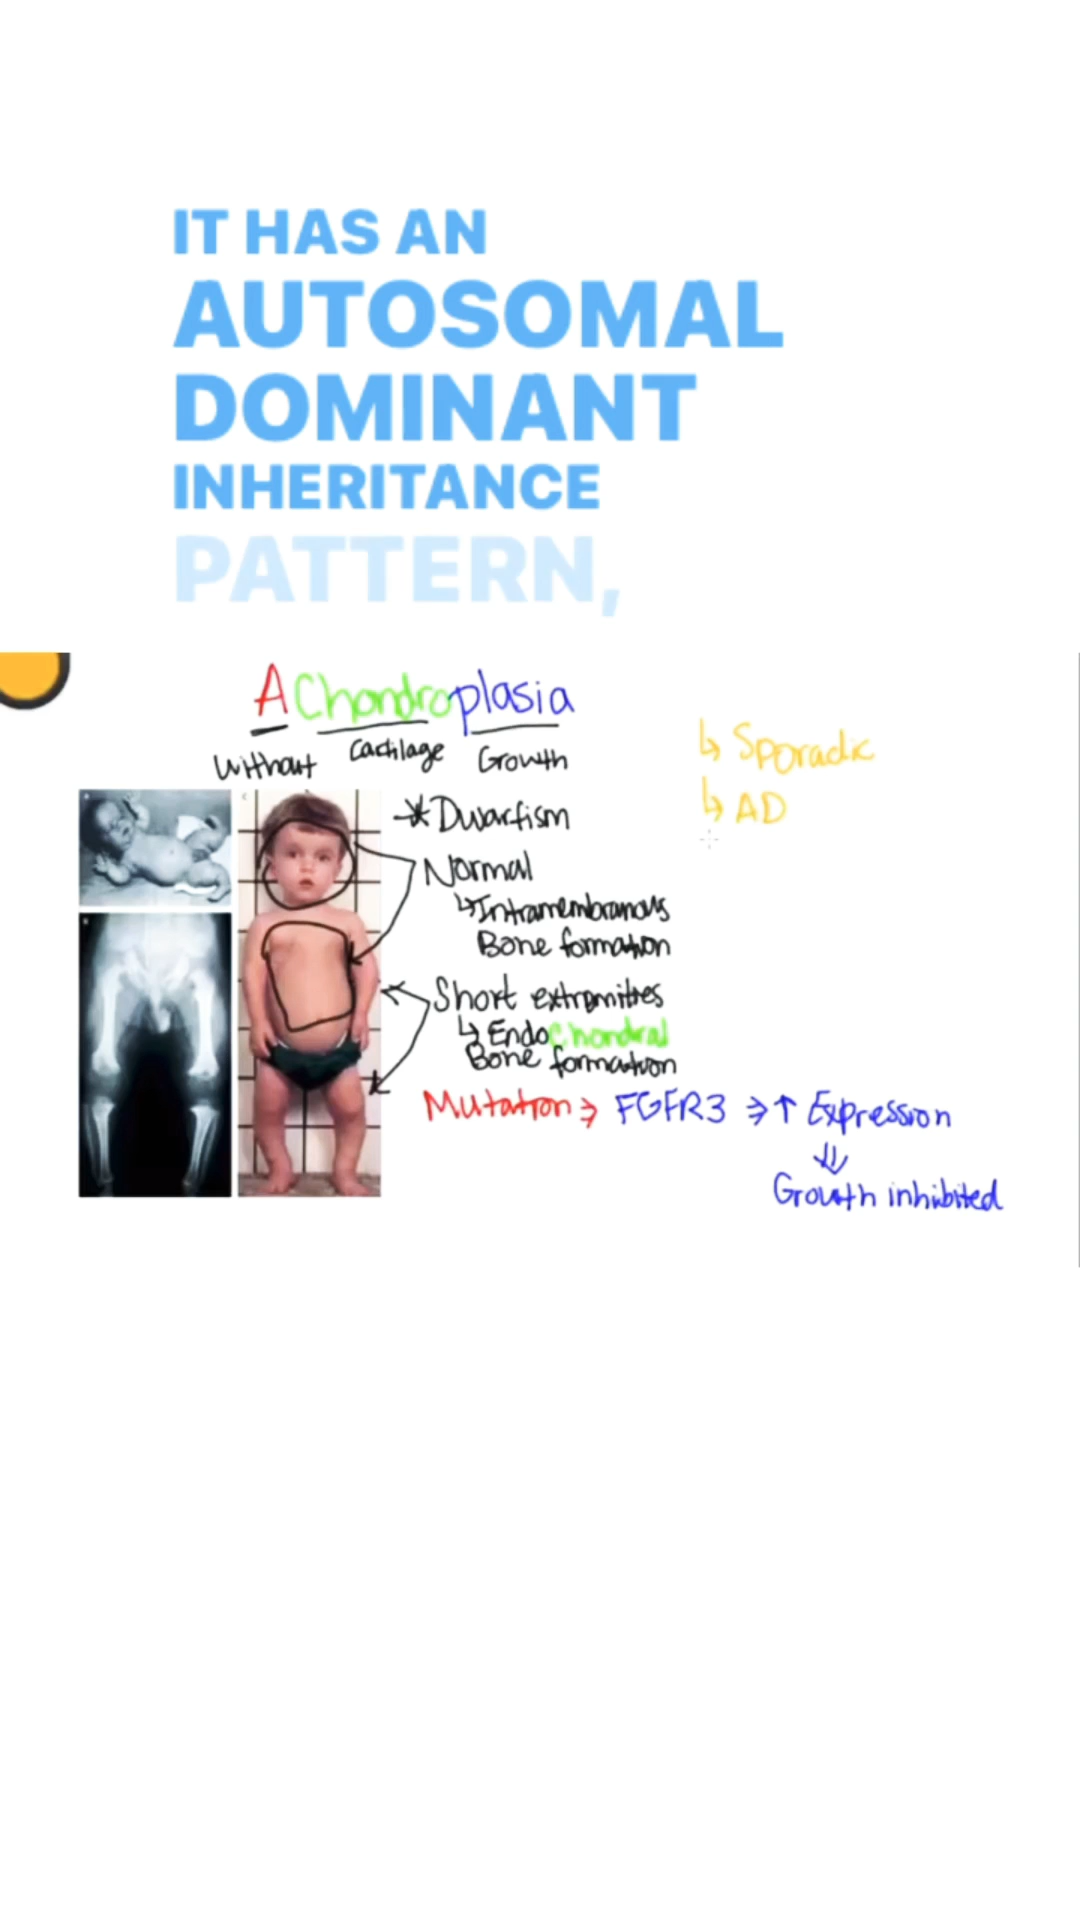 IT HAS AN
AUTOSOMAL
DOMINANT
INHERITANCE
PATTERN,
AChondroplasia
Without Cartilage Growth
* Dwarfism
Normal
↳ Intramembranous
Bone formation
Short extremities
↳ Endochondral
Bone formation
Mutation ⇒ FGFR3 ⇒ ↑ Expression
⇓
Growth inhibited
↳ Sporadic
↳ AD